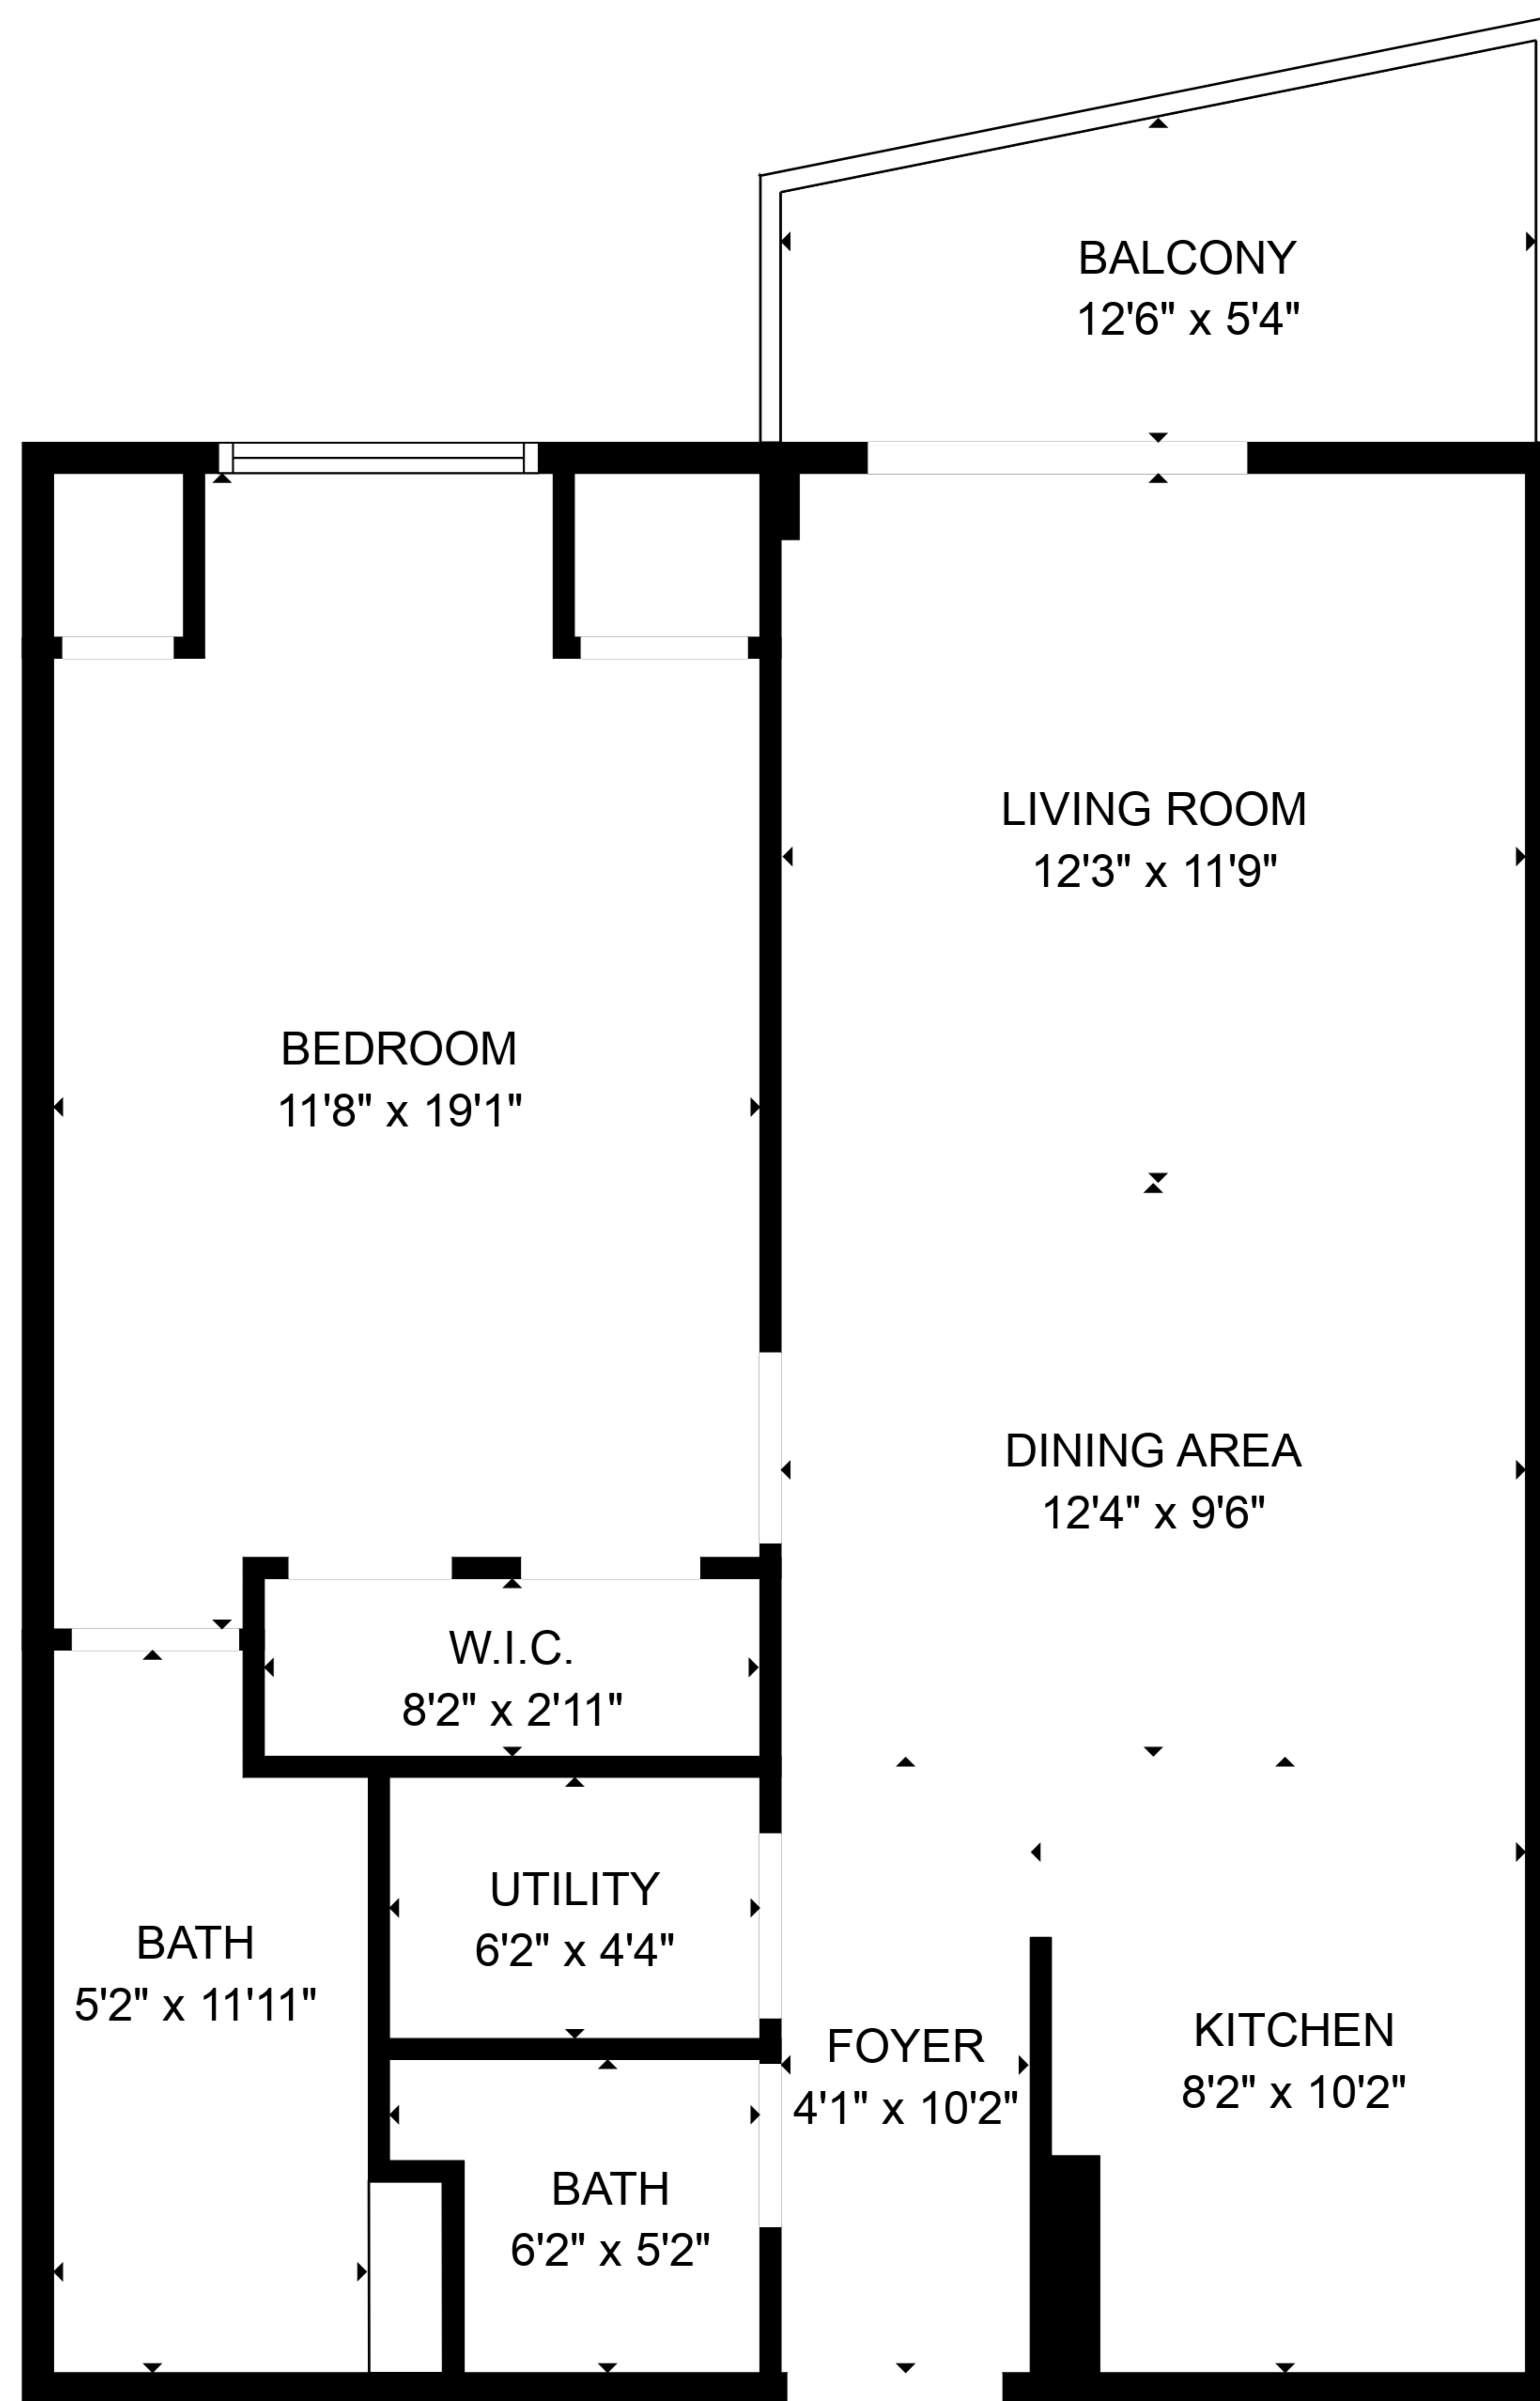 BALCONY
12'6" x 5'4"
LIVING ROOM
12'3" x 11'9"
BEDROOM
11'8" x 19'1"
DINING AREA
12'4" x 9'6"
W.I.C.
8'2" x 2'11"
UTILITY
6'2" x 4'4"
BATH
5'2" x 11'11"
FOYER
4'1" x 10'2"
KITCHEN
8'2" x 10'2"
BATH
6'2" x 5'2"